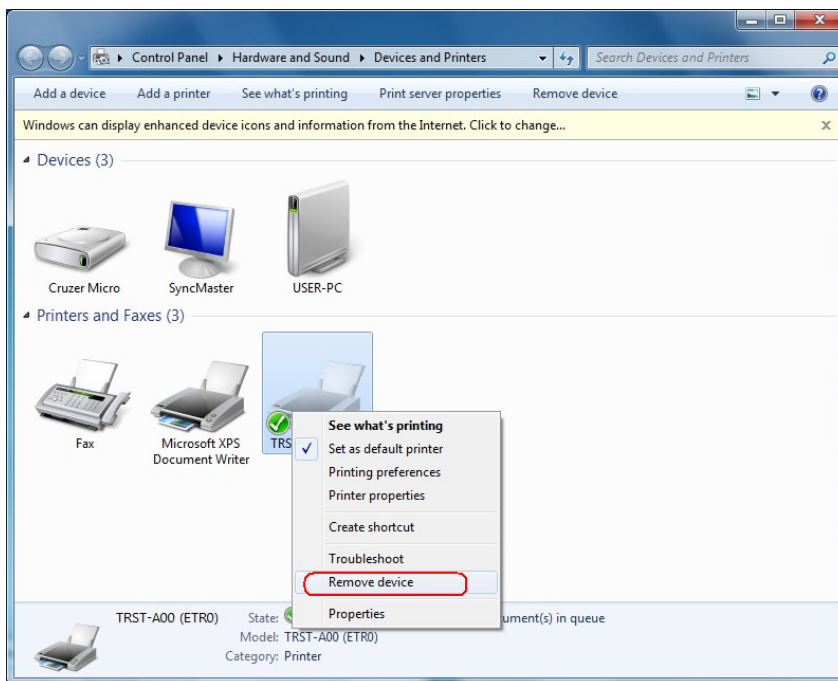 Control Panel Hardware and Sound Devices and Printers Search Devices and Printers
Add a device Add a printer See what's printing Print server properties Remove device
Windows can display enhanced device icons and information from the Internet. Click to change...
Devices (3)
Cruzer Micro SyncMaster USER-PC
Printers and Faxes (3)
Fax Microsoft XPS
Document Writer
See what's printing
Set as default printer
Printing preferences
Printer properties
Create shortcut
Troubleshoot
Remove device
Properties
TRST-A00 (ETR0) State: in queue
Model: TRST-A00 (ETR0)
Category: Printer